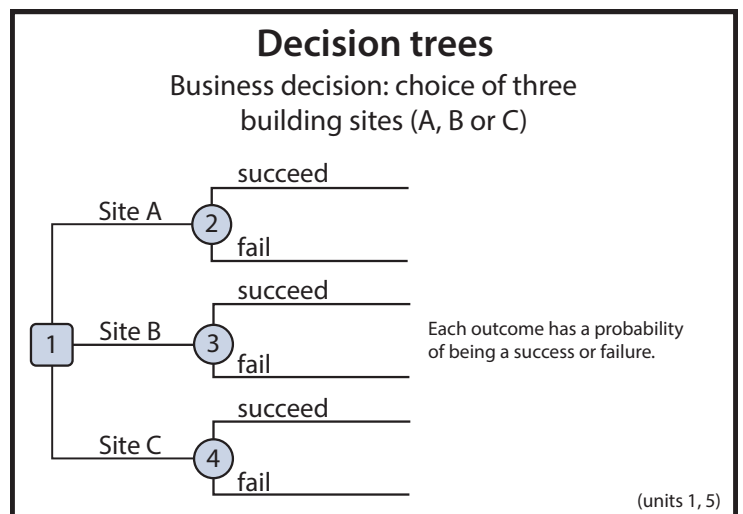 Decision trees
Business decision: choice of three
building sites (A, B or C)
succeed
Site A
2
fail
succeed
Site B
1
3
Each outcome has a probability
of being a success or failure.
fail
succeed
Site C
4
fail
(units 1, 5)